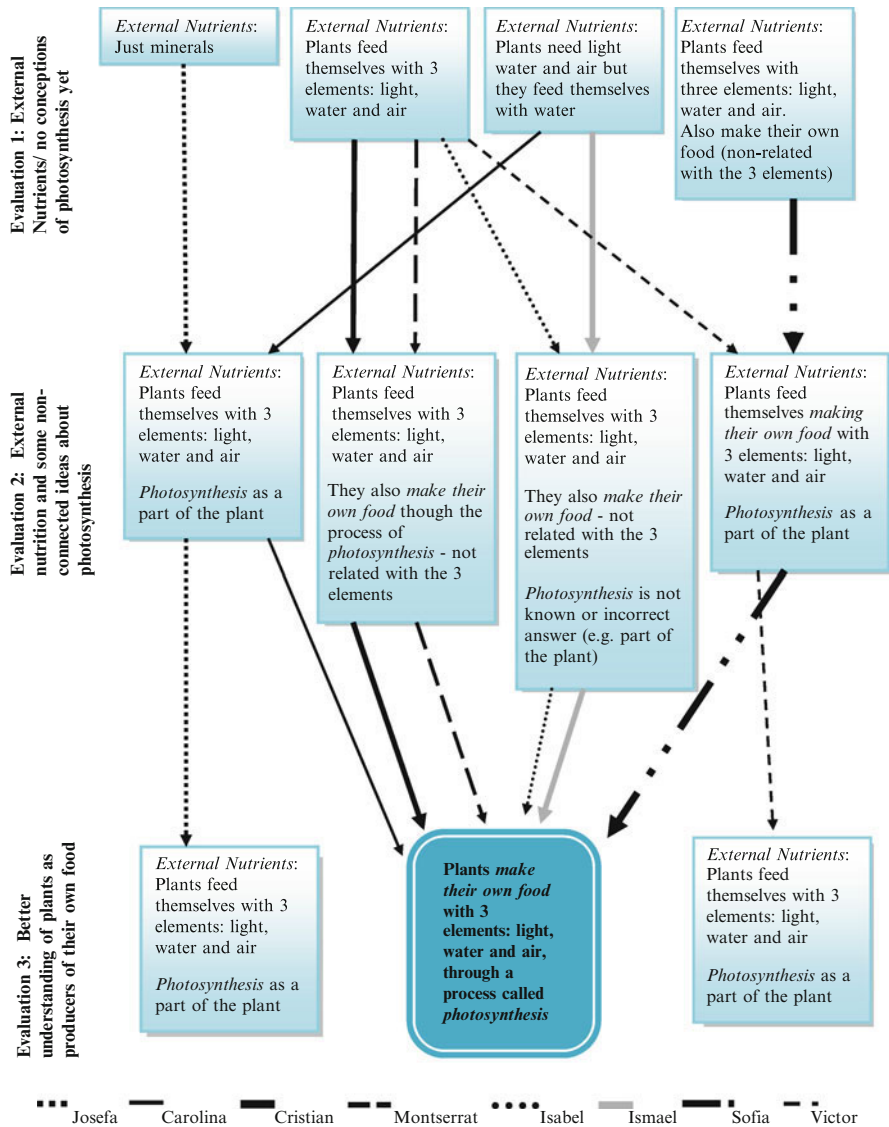 Evaluation 1: External
Nutrients/ no conceptions
of photosynthesis yet
External Nutrients:
Just minerals
External Nutrients:
Plants feed
themselves with 3
elements: light,
water and air
External Nutrients:
Plants need light
water and air but
they feed themselves
with water
External Nutrients:
Plants feed
themselves with
three elements: light,
water and air.
Also make their own
food (non-related
with the 3 elements)
Evaluation 2: External
nutrition and some non-
connected ideas about
photosynthesis
External Nutrients:
Plants feed
themselves with 3
elements: light,
water and air
Photosynthesis as a
part of the plant
External Nutrients:
Plants feed
themselves with 3
elements: light,
water and air
They also make their
own food though the
process of
photosynthesis - not
related with the 3
elements
External Nutrients:
Plants feed
themselves with 3
elements: light,
water and air
They also make their
own food - not
related with the 3
elements
Photosynthesis is not
known or incorrect
answer (e.g. part of
the plant)
External Nutrients:
Plants feed
themselves making
their own food with
3 elements: light,
water and air
Photosynthesis as a
part of the plant
Evaluation 3: Better
understanding of plants as
producers of their own food
External Nutrients:
Plants feed
themselves with 3
elements: light,
water and air
Photosynthesis as a
part of the plant
Plants make
their own food
with 3
elements: light,
water and air,
through a
process called
photosynthesis
External Nutrients:
Plants feed
themselves with 3
elements: light,
water and air
Photosynthesis as a
part of the plant
Josefa Carolina Cristian Montserrat Isabel Ismael Sofia Victor